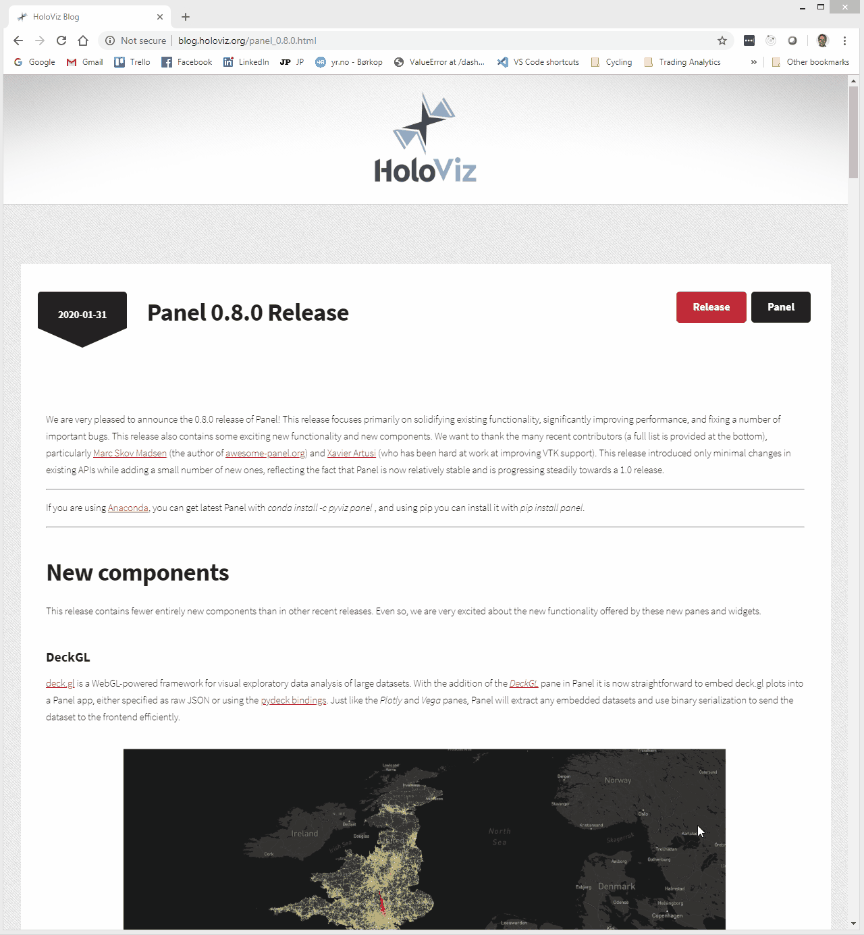 HoloViz Blog
Not secure | blog.holoviz.org/panel_0.8.0.html
Google Gmail Trello Facebook LinkedIn JP JP yr.no - Børkop ValueError at /dash... VS Code shortcuts Cycling Trading Analytics » Other bookmarks
HoloViz
2020-01-31 Panel 0.8.0 Release Release Panel
We are very pleased to announce the 0.8.0 release of Panel! This release focuses primarily on solidifying existing functionality, significantly improving performance, and fixing a number of
important bugs. This release also contains some exciting new functionality and new components. We want to thank the many recent contributors (a full list is provided at the bottom),
particularly Marc Skov Madsen (the author of awesome-panel.org) and Xavier Artusi (who has been hard at work at improving VTK support). This release introduced only minimal changes in
existing APIs while adding a small number of new ones, reflecting the fact that Panel is now relatively stable and is progressing steadily towards a 1.0 release.
If you are using Anaconda, you can get latest Panel with conda install -c pyviz panel , and using pip you can install it with pip install panel.
New components
This release contains fewer entirely new components than in other recent releases. Even so, we are very excited about the new functionality offered by these new panes and widgets.
DeckGL
deck.gl is a WebGL-powered framework for visual exploratory data analysis of large datasets. With the addition of the DeckGL pane in Panel it is now straightforward to embed deck.gl plots into
a Panel app, either specified as raw JSON or using the pydeck bindings. Just like the Plotly and Vega panes, Panel will extract any embedded datasets and use binary serialization to send the
dataset to the frontend efficiently.
Norway
Ireland
North
Sea
Denmark
Copenhagen